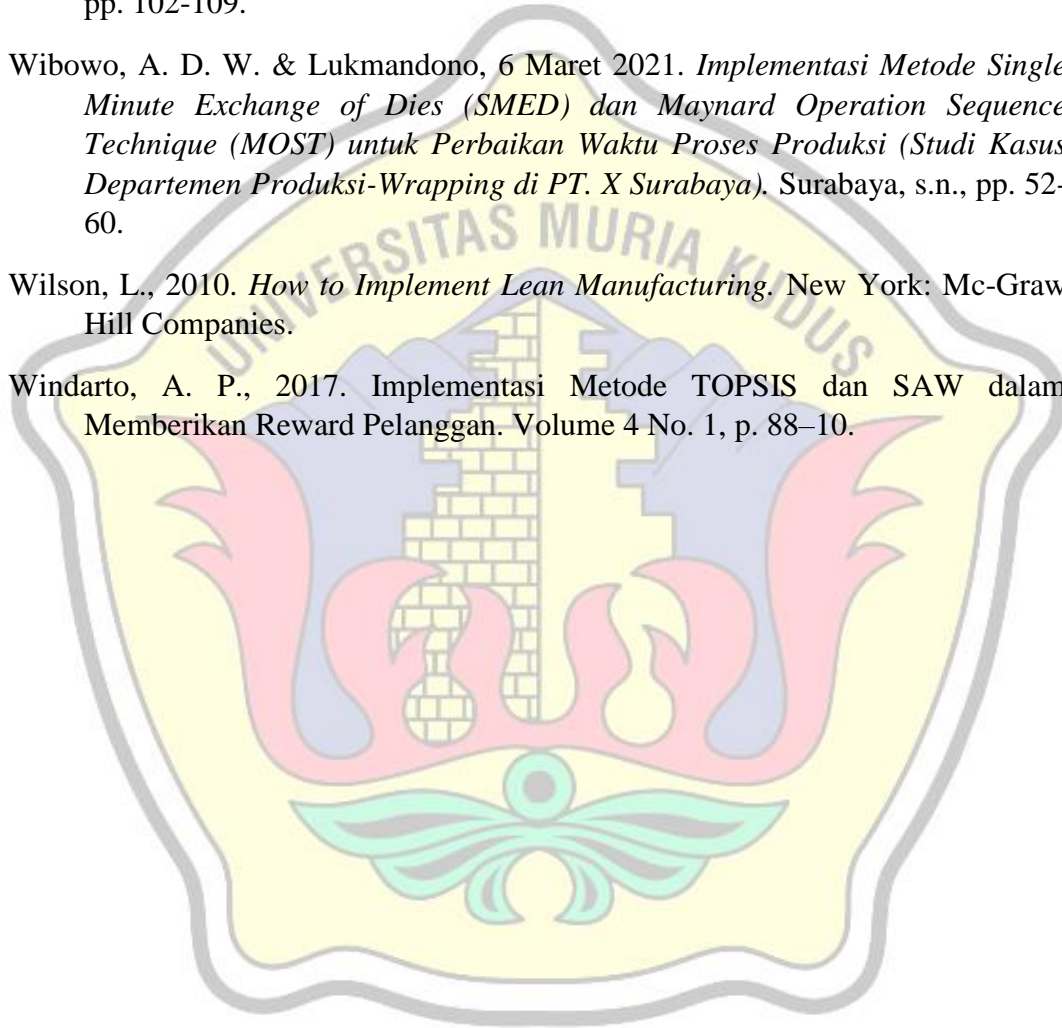 pp. 102-109.
Wibowo, A. D. W. & Lukmandono, 6 Maret 2021. Implementasi Metode Single
Minute Exchange of Dies (SMED) dan Maynard Operation Sequence
Technique (MOST) untuk Perbaikan Waktu Proses Produksi (Studi Kasus
Departemen Produksi-Wrapping di PT. X Surabaya). Surabaya, s.n., pp. 52-
60.
UNIVERSITAS MURIA KUDUS
Wilson, L., 2010. How to Implement Lean Manufacturing. New York: Mc-Graw
Hill Companies.
Windarto, A. P., 2017. Implementasi Metode TOPSIS dan SAW dalam
Memberikan Reward Pelanggan. Volume 4 No. 1, p. 88–10.